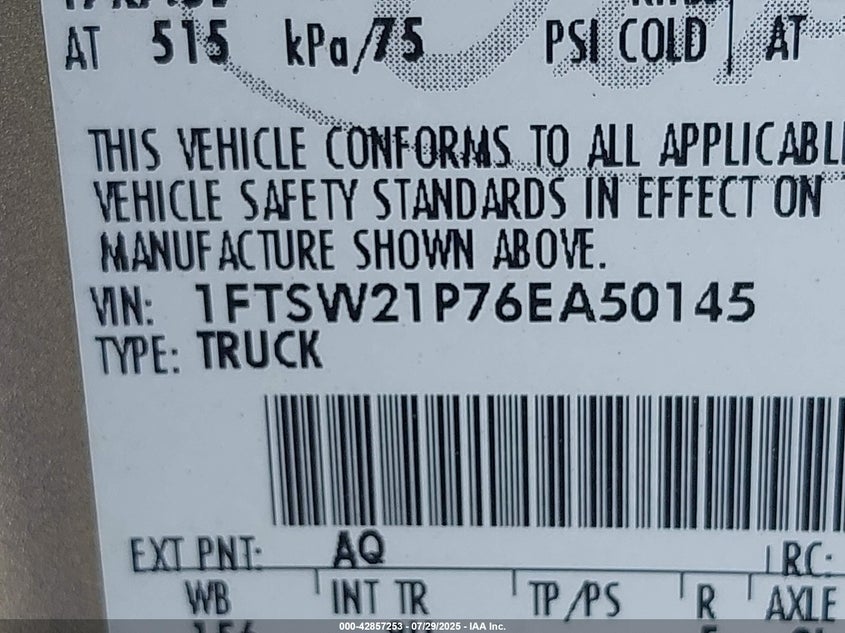 AT 515 kPa/75 PSI COLD AT
THIS VEHICLE CONFORMS TO ALL APPLICABL
VEHICLE SAFETY STANDARDS IN EFFECT ON
MANUFACTURE SHOWN ABOVE.
VIN: 1FTSW21P76EA50145
TYPE: TRUCK
EXT PNT: AQ RC:
WB INT TR TP/PS R AXLE
000-42857253 - 07/29/2025 - IAA Inc.